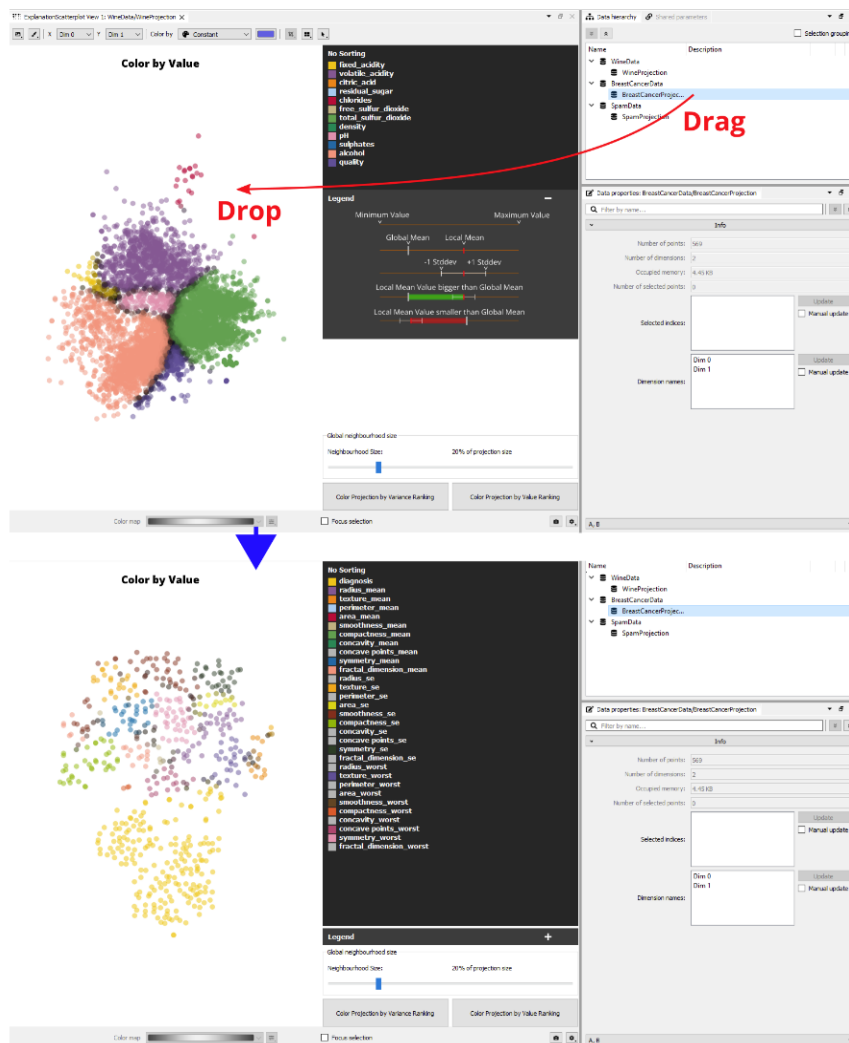 ExplanationScatterplot View 1: WineData/WineProjection
X Dim 0 Y Dim 1 Color by Constant
Color by Value
Drop
No Sorting
fixed_acidity
volatile_acidity
citric_acid
residual_sugar
chlorides
free_sulfur_dioxide
total_sulfur_dioxide
density
pH
sulphates
alcohol
quality
Legend
Minimum Value Maximum Value
Global Mean Local Mean
-1 Stddev +1 Stddev
Local Mean Value bigger than Global Mean
Local Mean Value smaller than Global Mean
Global neighbourhood size
Neighbourhood Size: 20% of projection size
Color Projection by Variance Ranking Color Projection by Value Ranking
Color map
Focus selection
Data hierarchy Shared parameters
Selection grouping
Name Description
WineData
WineProjection
BreastCancerData
BreastCancerProjec...
SpamData
SpamProjection
Drag
Data properties: BreastCancerData/BreastCancerProjection
Filter by name...
Info
Number of points: 569
Number of dimensions: 2
Occupied memory: 4.45 KB
Number of selected points: 0
Selected indices:
Update
Manual update
Dimension names:
Dim 0
Dim 1
Update
Manual update
A, B
Color by Value
No Sorting
diagnosis
radius_mean
texture_mean
perimeter_mean
area_mean
smoothness_mean
compactness_mean
concavity_mean
concave points_mean
symmetry_mean
fractal_dimension_mean
radius_se
texture_se
perimeter_se
area_se
smoothness_se
compactness_se
concavity_se
concave points_se
symmetry_se
fractal_dimension_se
radius_worst
texture_worst
perimeter_worst
area_worst
smoothness_worst
compactness_worst
concavity_worst
concave points_worst
symmetry_worst
fractal_dimension_worst
Legend
Global neighbourhood size
Neighbourhood Size: 20% of projection size
Color Projection by Variance Ranking Color Projection by Value Ranking
Color map
Focus selection
Name Description
WineData
WineProjection
BreastCancerData
BreastCancerProjec...
SpamData
SpamProjection
Data properties: BreastCancerData/BreastCancerProjection
Filter by name...
Info
Number of points: 569
Number of dimensions: 2
Occupied memory: 4.45 KB
Number of selected points: 0
Selected indices:
Update
Manual update
Dimension names:
Dim 0
Dim 1
Update
Manual update
A, B